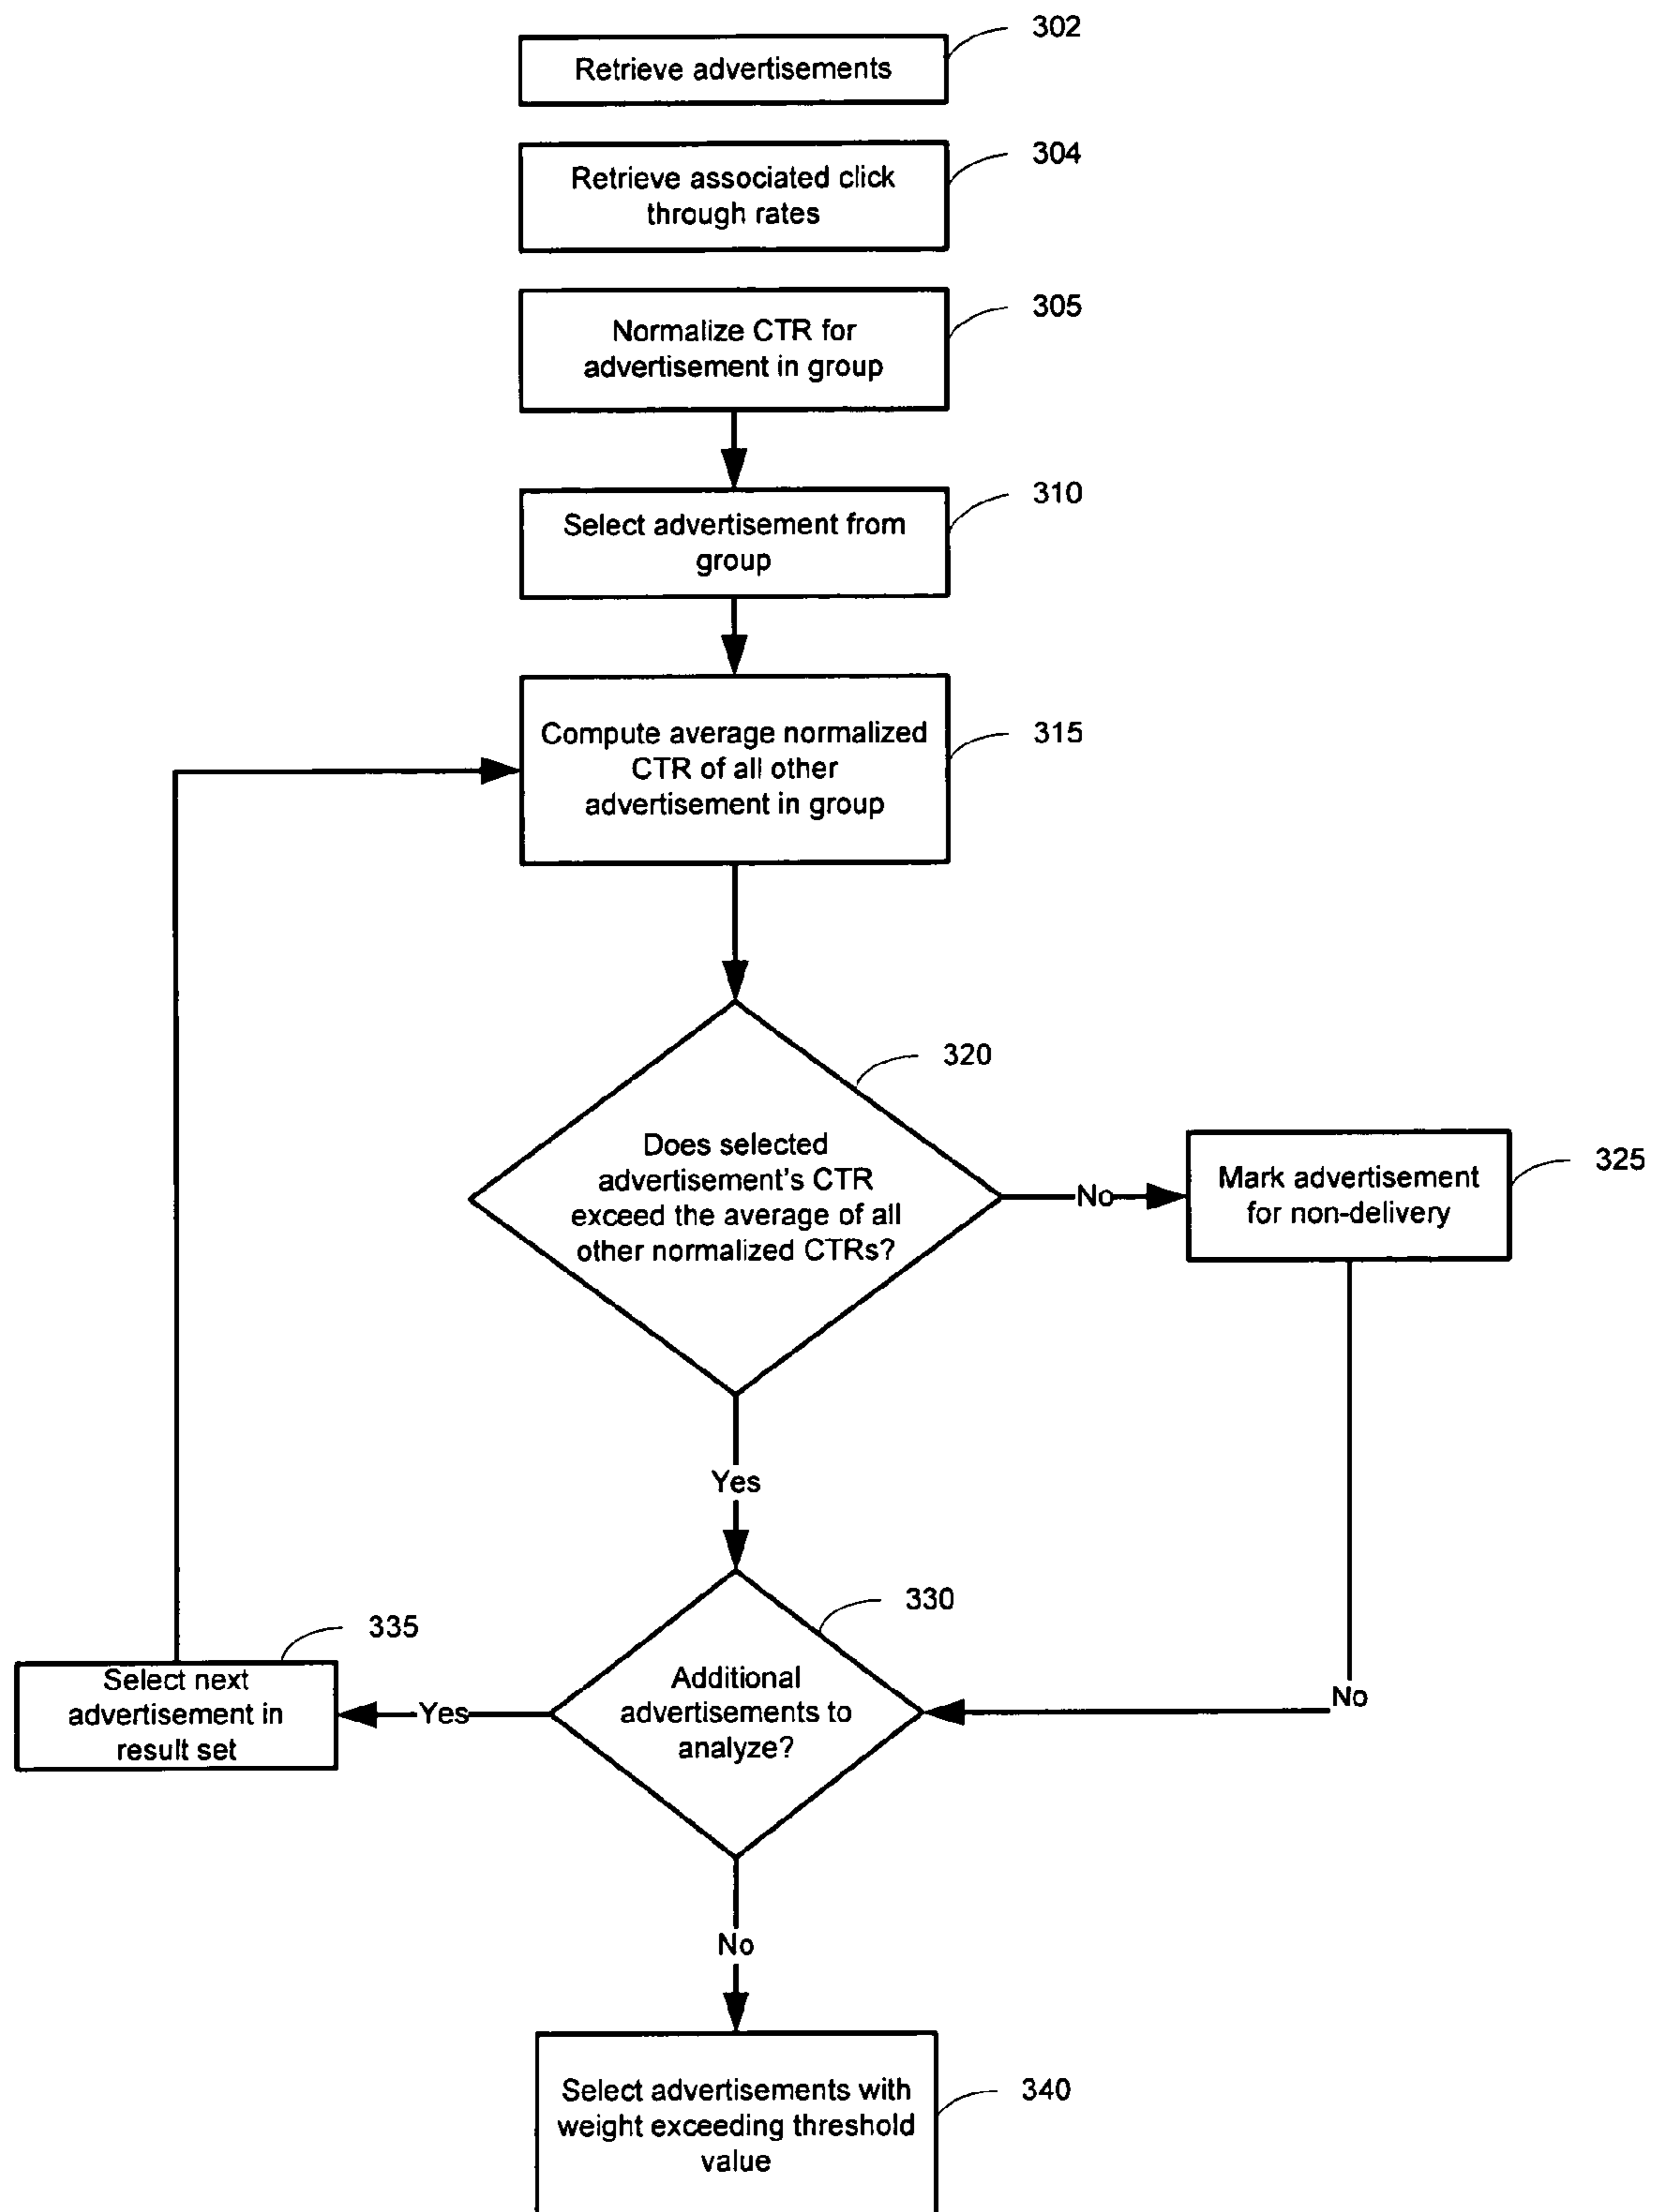 302
Retrieve advertisements
304
Retrieve associated click
through rates
305
Normalize CTR for
advertisement in group
310
Select advertisement from
group
315
Compute average normalized
CTR of all other
advertisement in group
320
Does selected
advertisement's CTR
exceed the average of all
other normalized CTRs?
No
325
Mark advertisement
for non-delivery
Yes
330
Additional
advertisements to
analyze?
No
Yes
335
Select next
advertisement in
result set
No
340
Select advertisements with
weight exceeding threshold
value